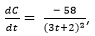 dC/dt = −58/(3t+2)²,